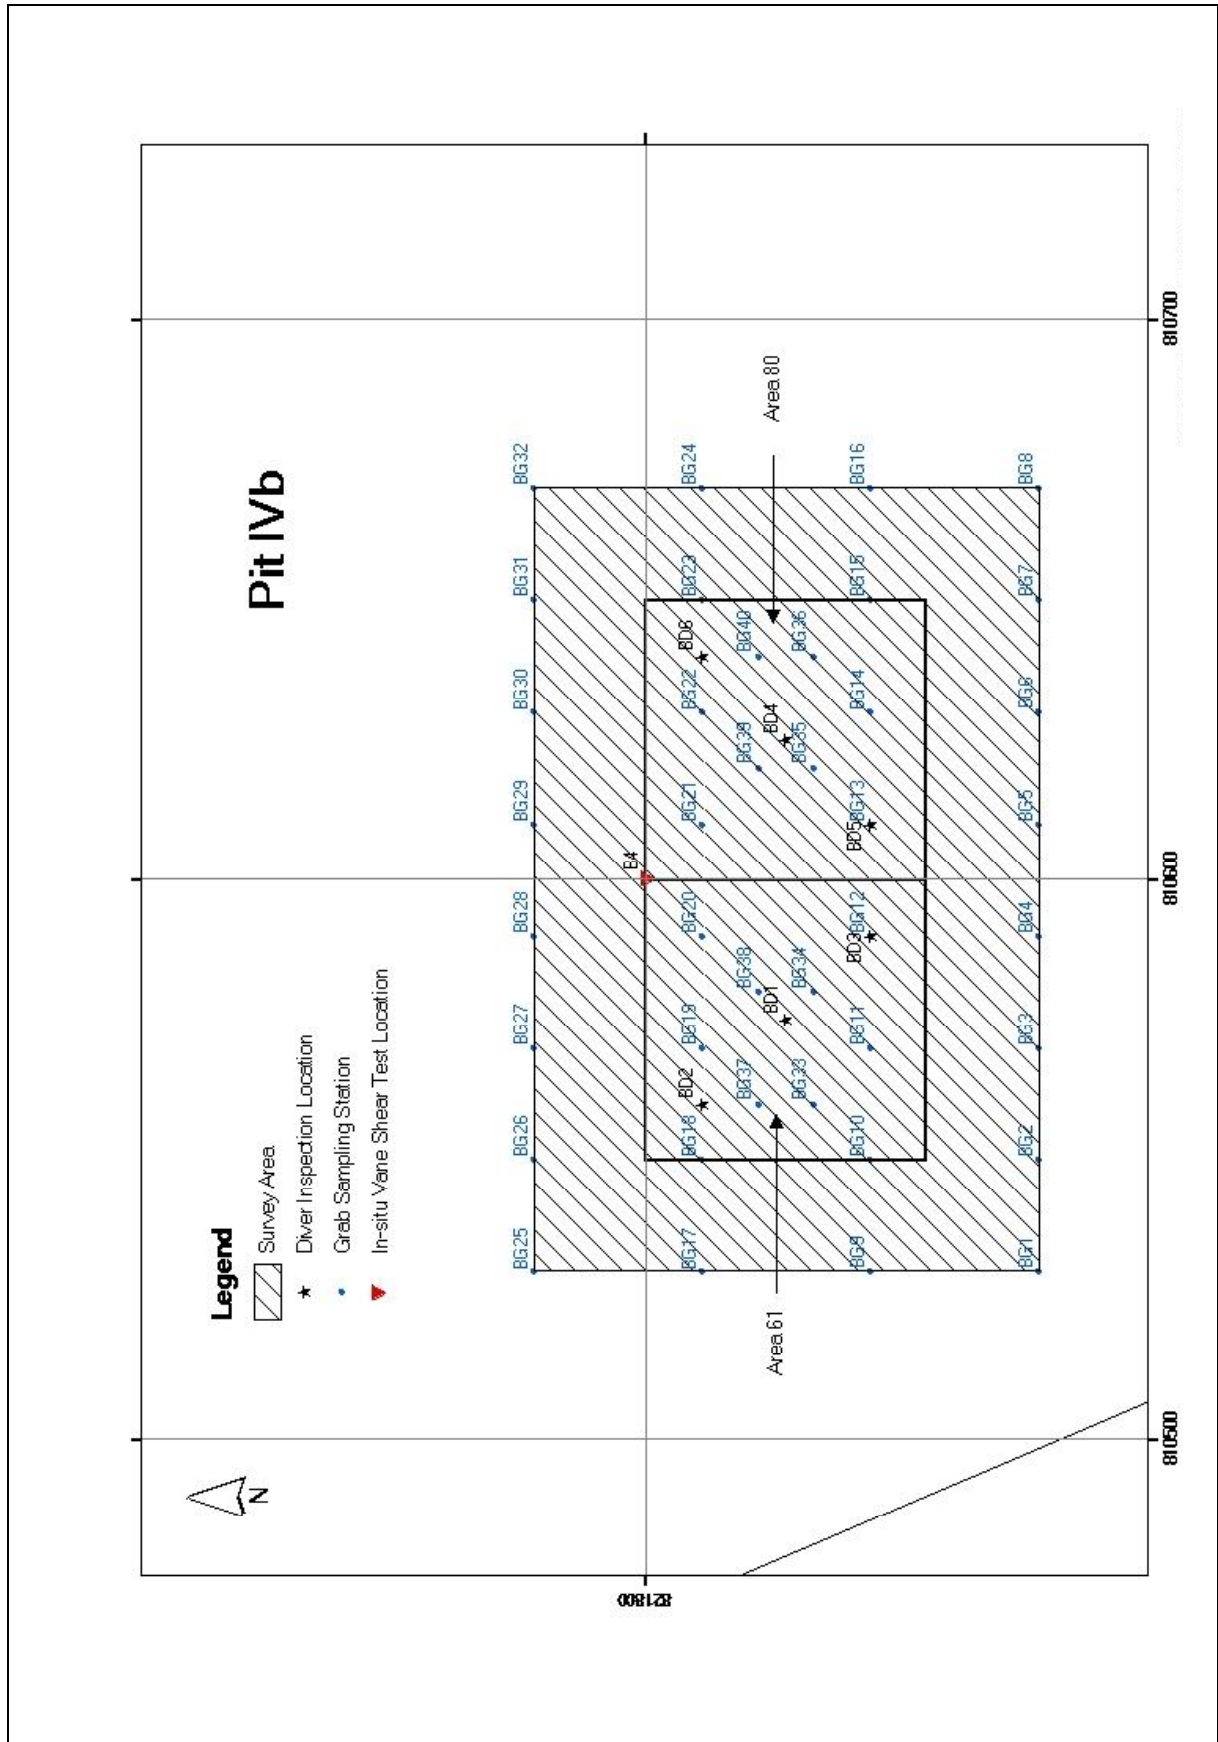 Pit IVb
Legend
Survey Area
Diver Inspection Location
Grab Sampling Station
In-situ Vane Shear Test Location
N
BG25
BG26
BG27
BG28
BG29
BG30
BG31
BG32
821800
B4
BG17
BG18
BD2
BG19
BG20
BG21
BG22
BD6
BG23
BG24
BG37
BG38
BG39
BG40
Area 61
BD1
BD4
Area 80
BG33
BG34
BG35
BG36
BG9
BG10
BG11
BD3
BG12
BD5
BG13
BG14
BG15
BG16
BG1
BG2
BG3
BG4
BG5
BG6
BG7
BG8
810500
810600
810700